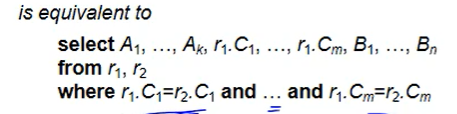 is equivalent to
select A₁, …, Aₖ, r₁.C₁, …, r₁.Cₘ, B₁, …, Bₙ
from r₁, r₂
where r₁.C₁=r₂.C₁ and … and r₁.Cₘ=r₂.Cₘ